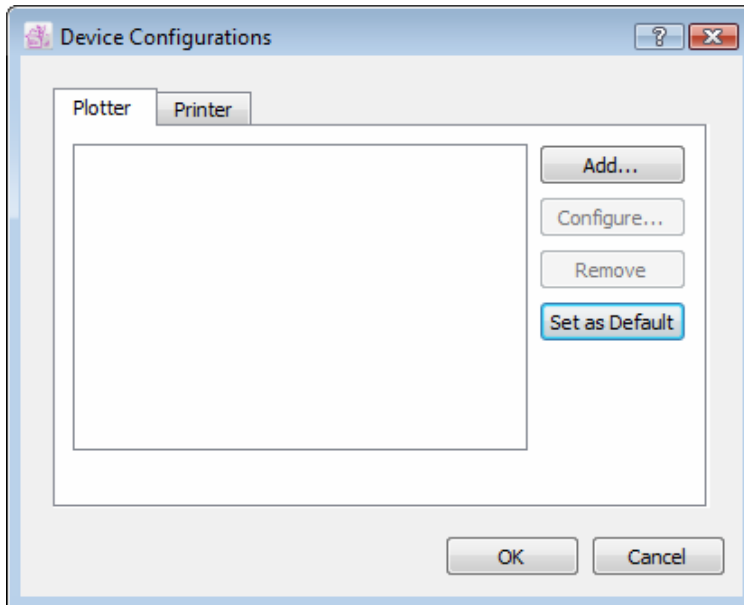 Device Configurations
?
Plotter
Printer
Add...
Configure...
Remove
Set as Default
OK
Cancel